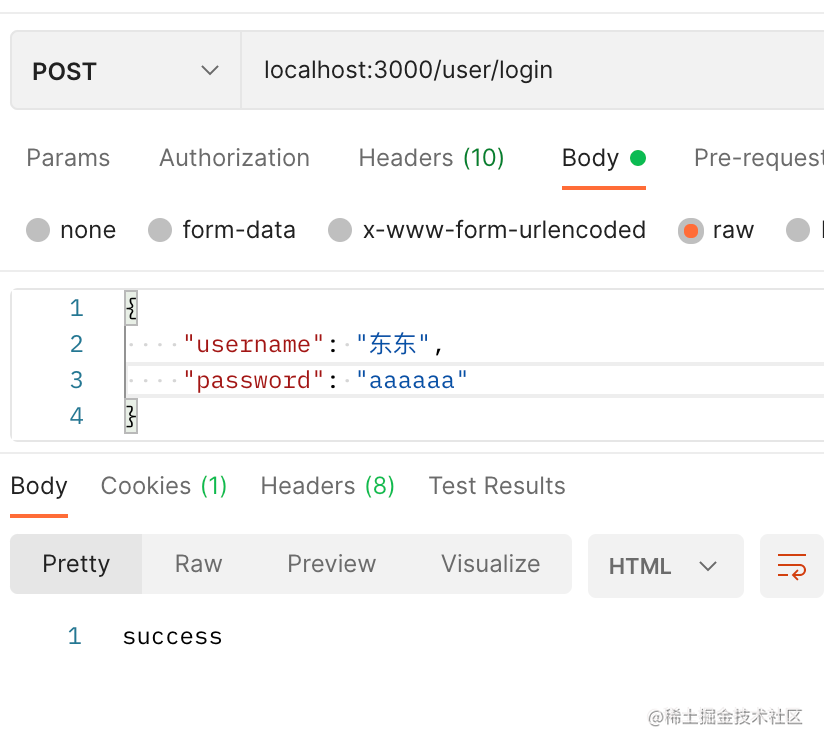 POST localhost:3000/user/login
Params Authorization Headers (10) Body Pre-request
none form-data x-www-form-urlencoded raw
1 {
2 "username": "东东",
3 "password": "aaaaaa"
4 }
Body Cookies (1) Headers (8) Test Results
Pretty Raw Preview Visualize HTML
1 success
@稀土掘金技术社区